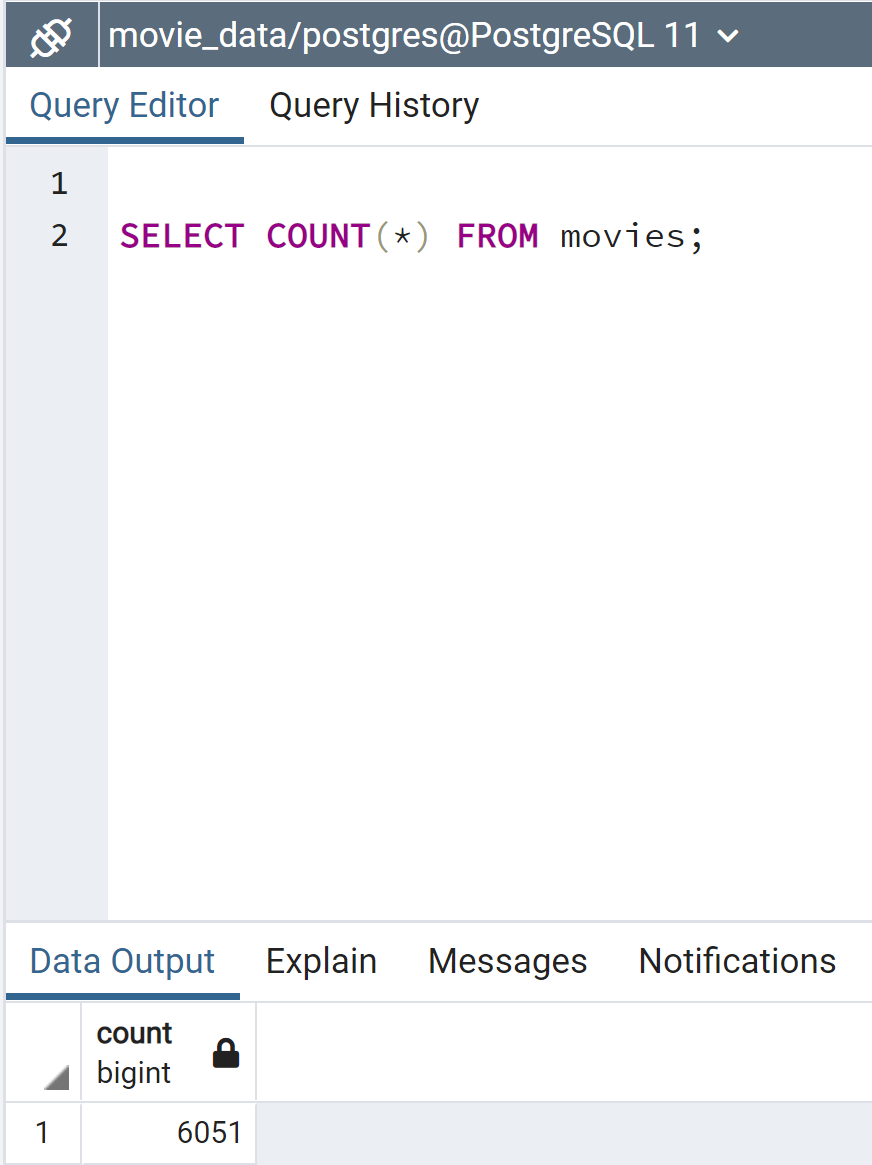 movie_data/postgres@PostgreSQL 11
Query Editor Query History
1
2 SELECT COUNT(*) FROM movies;
Data Output Explain Messages Notifications
count
bigint
1 6051